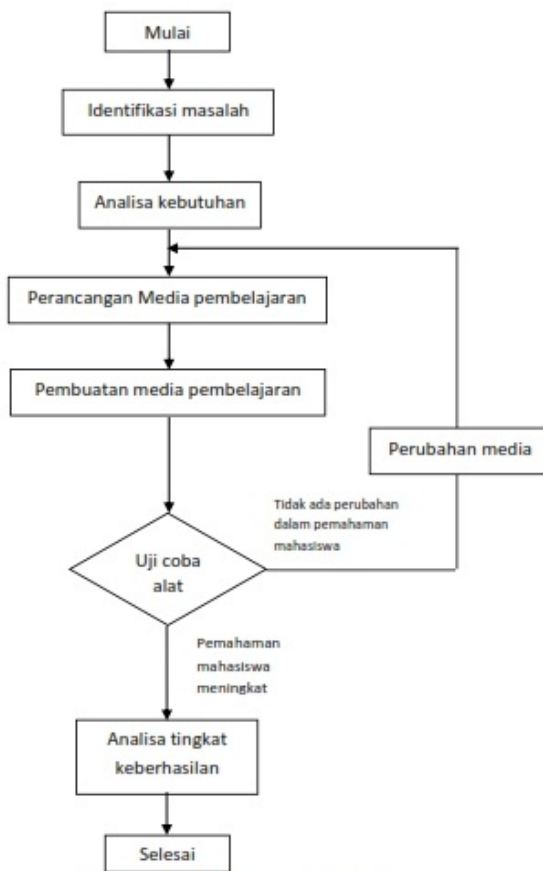 Mulai
Identifikasi masalah
Analisa kebutuhan
Perancangan Media pembelajaran
Pembuatan media pembelajaran
Perubahan media
Tidak ada perubahan
dalam pemahaman
mahasiswa
Uji coba
alat
Pemahaman
mahasiswa
meningkat
Analisa tingkat
keberhasilan
Selesai